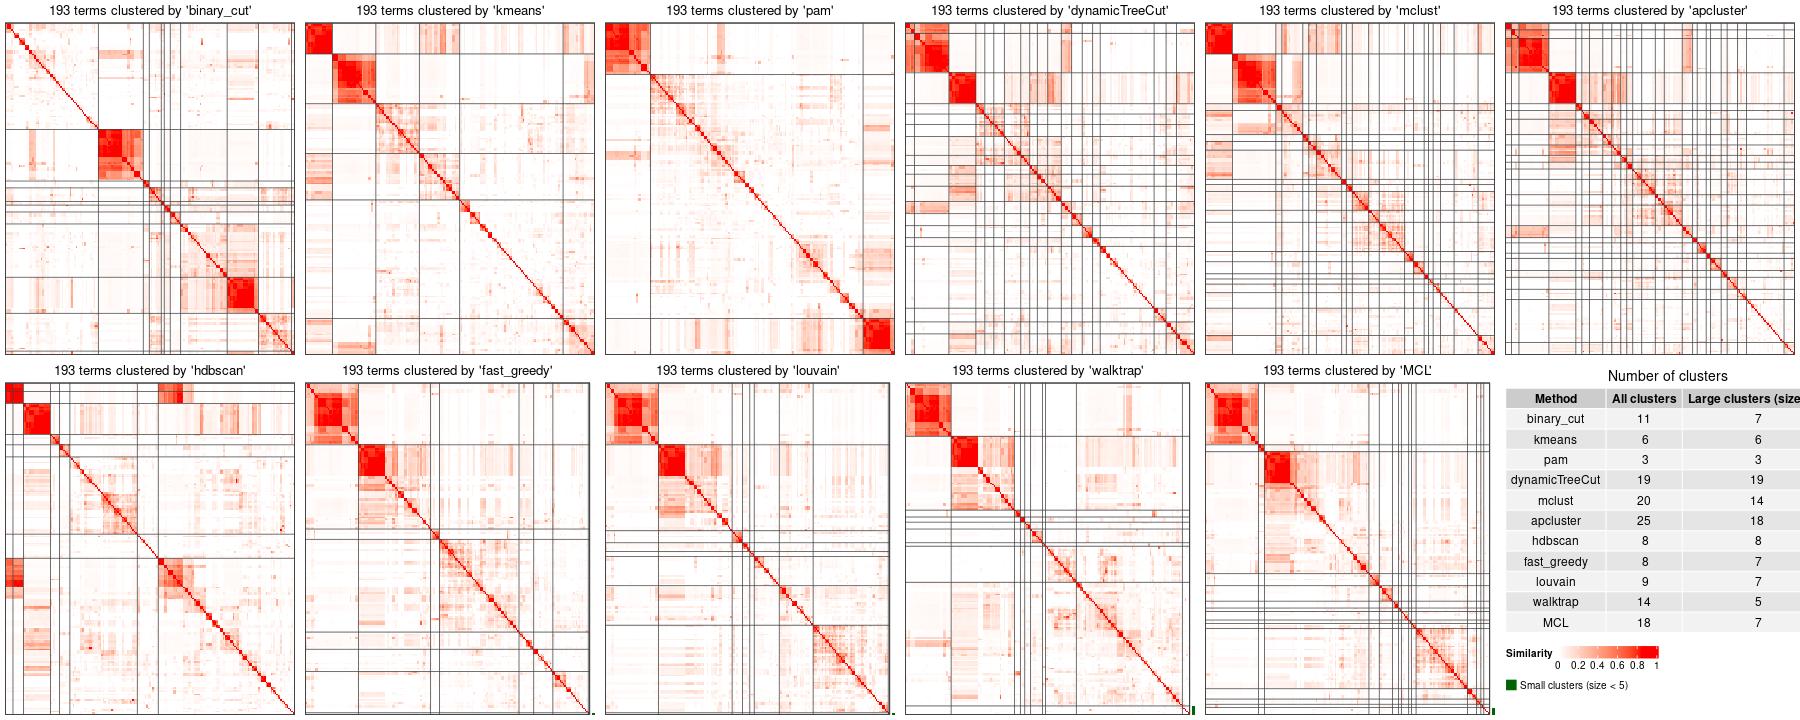 193 terms clustered by 'binary_cut'
193 terms clustered by 'kmeans'
193 terms clustered by 'pam'
193 terms clustered by 'dynamicTreeCut'
193 terms clustered by 'mclust'
193 terms clustered by 'apcluster'
193 terms clustered by 'hdbscan'
193 terms clustered by 'fast_greedy'
193 terms clustered by 'louvain'
193 terms clustered by 'walktrap'
193 terms clustered by 'MCL'
Number of clusters
Method All clusters Large clusters (size
binary_cut 11 7
kmeans 6 6
pam 3 3
dynamicTreeCut 19 19
mclust 20 14
apcluster 25 18
hdbscan 8 8
fast_greedy 8 7
louvain 9 7
walktrap 14 5
MCL 18 7
Similarity
0 0.2 0.4 0.6 0.8 1
Small clusters (size < 5)